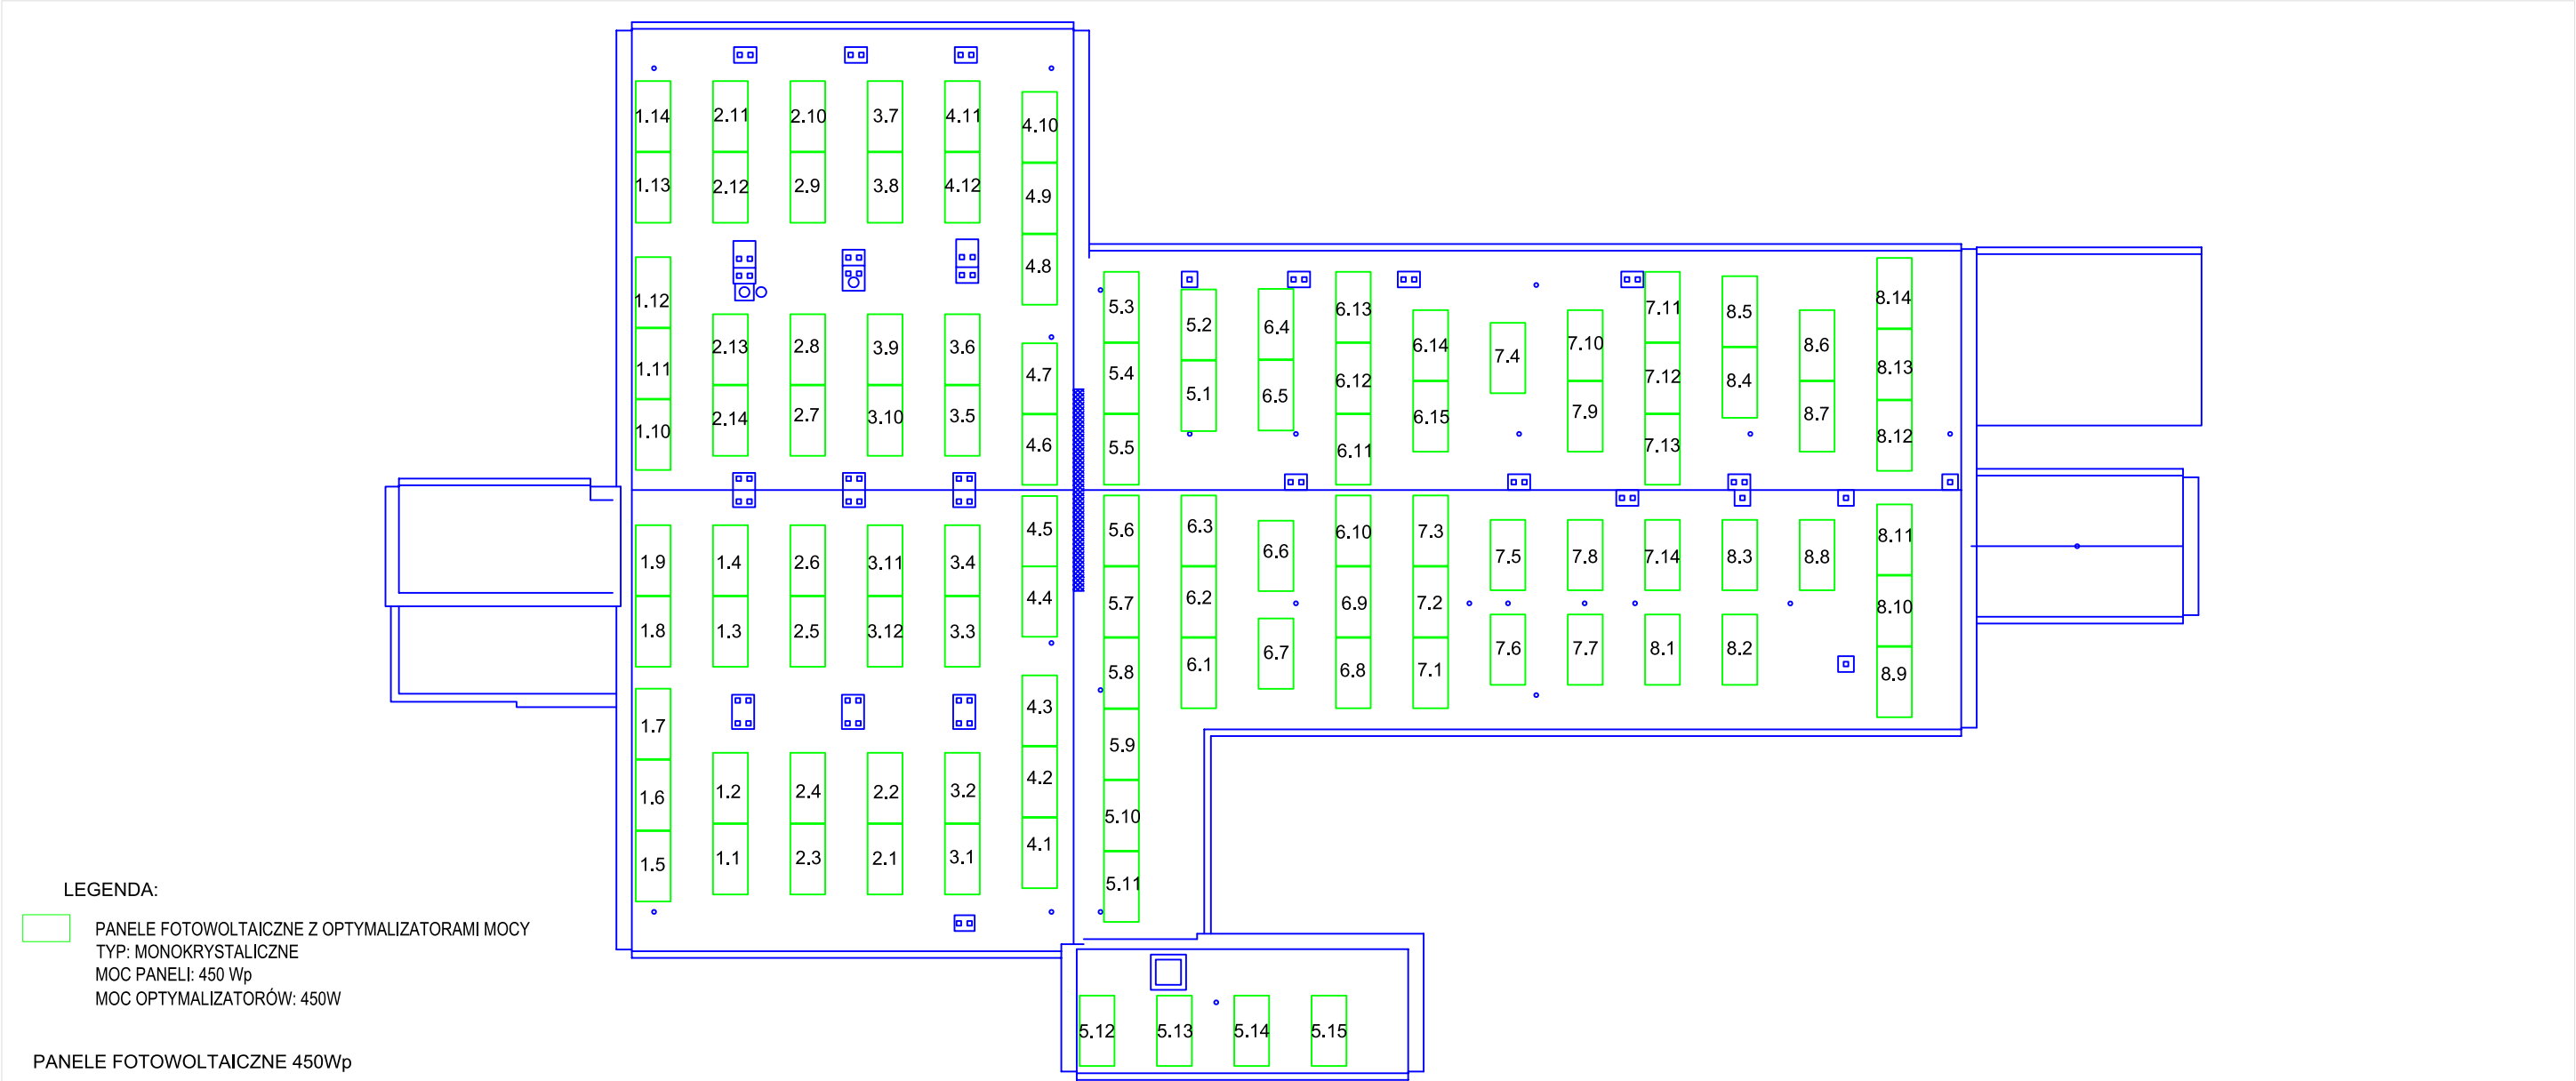 1.14 2.11 2.10 3.7 4.11 4.10
1.13 2.12 2.9 3.8 4.12 4.9
4.8
1.12 2.13 2.8 3.9 3.6 4.7
1.11 2.14 2.7 3.10 3.5 4.6
1.10
5.3 5.2 6.4 6.13 6.14 7.4 7.10 7.11 8.5 8.6 8.14
5.4 5.1 6.5 6.12 6.15 7.9 7.12 8.4 8.7 8.13
5.5 6.11 7.13 8.12
1.9 1.4 2.6 3.11 3.4 4.5
1.8 1.3 2.5 3.12 3.3 4.4
5.6 6.3 6.6 6.10 7.3 7.5 7.8 7.14 8.3 8.8 8.11
5.7 6.2 6.7 6.9 7.2 7.6 7.7 8.1 8.2 8.10
5.8 6.1 6.8 7.1 8.9
1.7 4.3 5.9
1.6 1.2 2.4 2.2 3.2 4.2 5.10
1.5 1.1 2.3 2.1 3.1 4.1 5.11
5.12 5.13 5.14 5.15
LEGENDA:
PANELE FOTOWOLTAICZNE Z OPTYMALIZATORAMI MOCY
TYP: MONOKRYSTALICZNE
MOC PANELI: 450 Wp
MOC OPTYMALIZATORÓW: 450W
PANELE FOTOWOLTAICZNE 450Wp